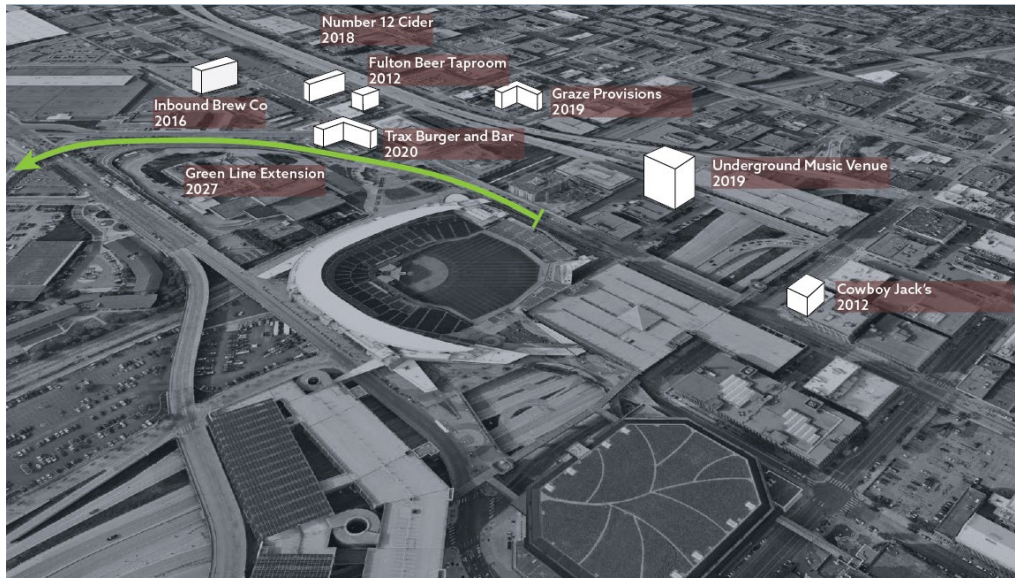 Number 12 Cider
2018
Fulton Beer Taproom
2012
Inbound Brew Co
2016
Graze Provisions
2019
Trax Burger and Bar
2020
Green Line Extension
2027
Underground Music Venue
2019
Cowboy Jack's
2012